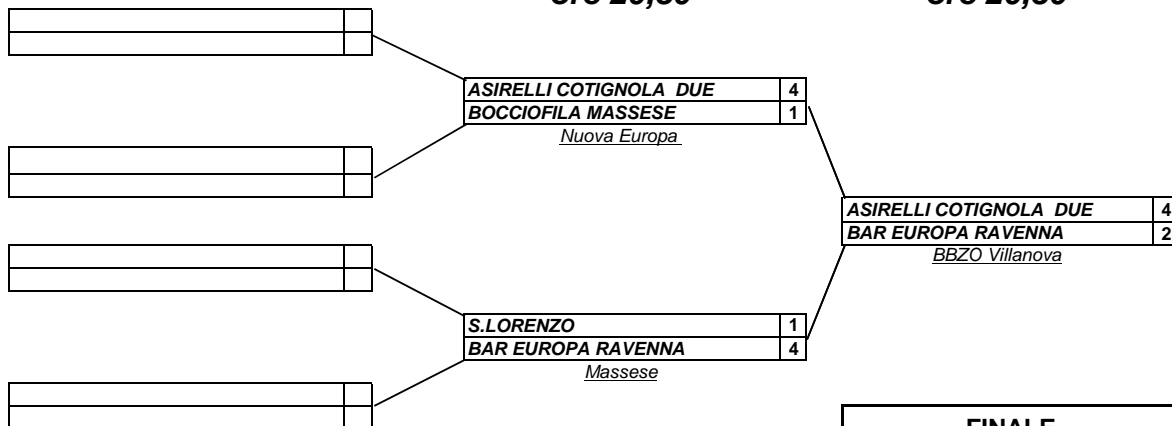 ASIRELLI COTIGNOLA DUE 4
BOCCIOFILA MASSESE 1
Nuova Europa
ASIRELLI COTIGNOLA DUE 4
BAR EUROPA RAVENNA 2
BBZO Villanova
S.LORENZO 1
BAR EUROPA RAVENNA 4
Massese
FINALE